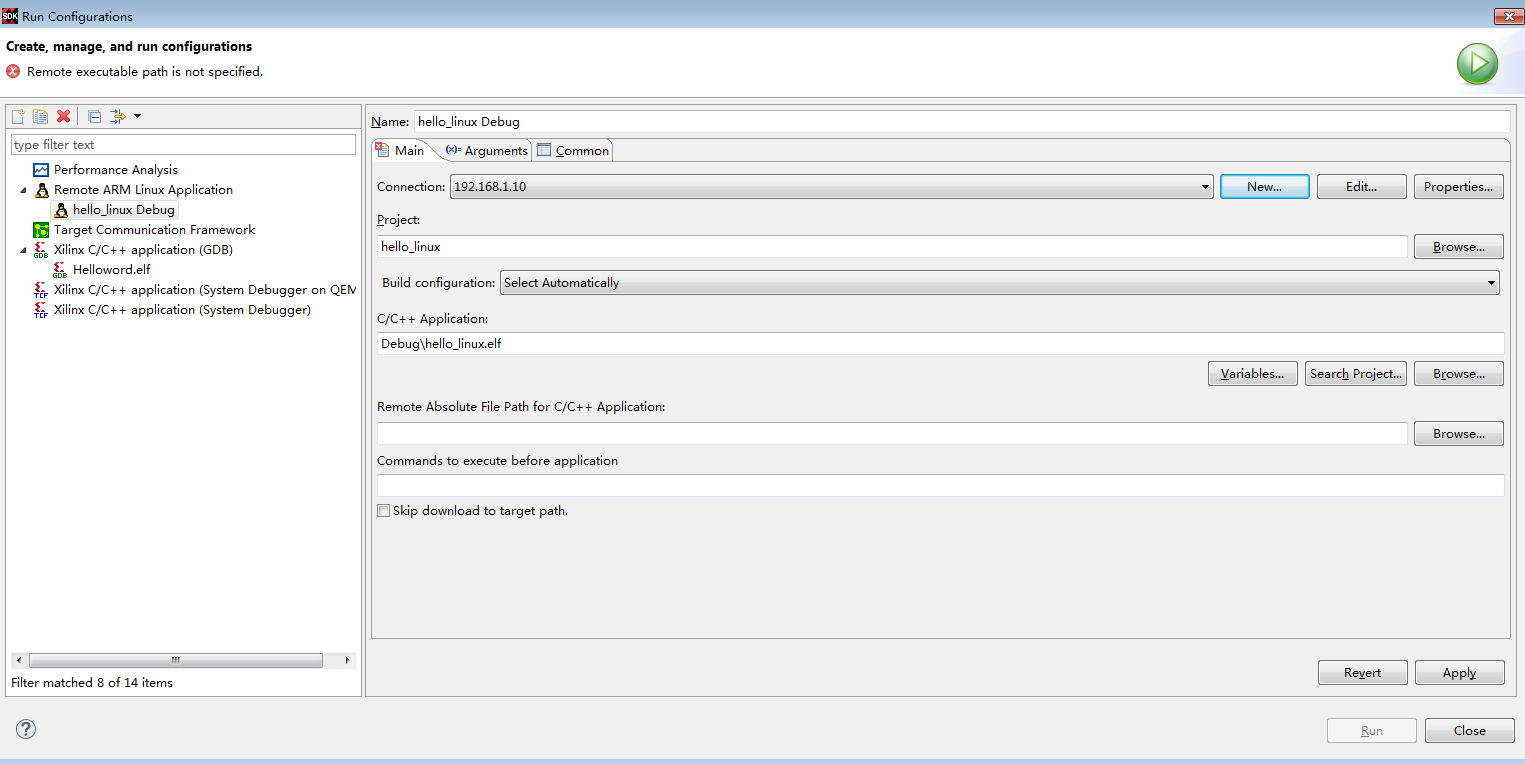 SDK Run Configurations
Create, manage, and run configurations
Remote executable path is not specified.
type filter text
Performance Analysis
Remote ARM Linux Application
hello_linux Debug
Target Communication Framework
GDB Xilinx C/C++ application (GDB)
GDB Helloword.elf
TCF Xilinx C/C++ application (System Debugger on QEM
TCF Xilinx C/C++ application (System Debugger)
Filter matched 8 of 14 items
Name: hello_linux Debug
Main (x)= Arguments Common
Connection: 192.168.1.10 New... Edit... Properties...
Project:
hello_linux Browse...
Build configuration: Select Automatically
C/C++ Application:
Debug\hello_linux.elf
Variables... Search Project... Browse...
Remote Absolute File Path for C/C++ Application:
Browse...
Commands to execute before application
Skip download to target path.
Revert Apply
? Run Close